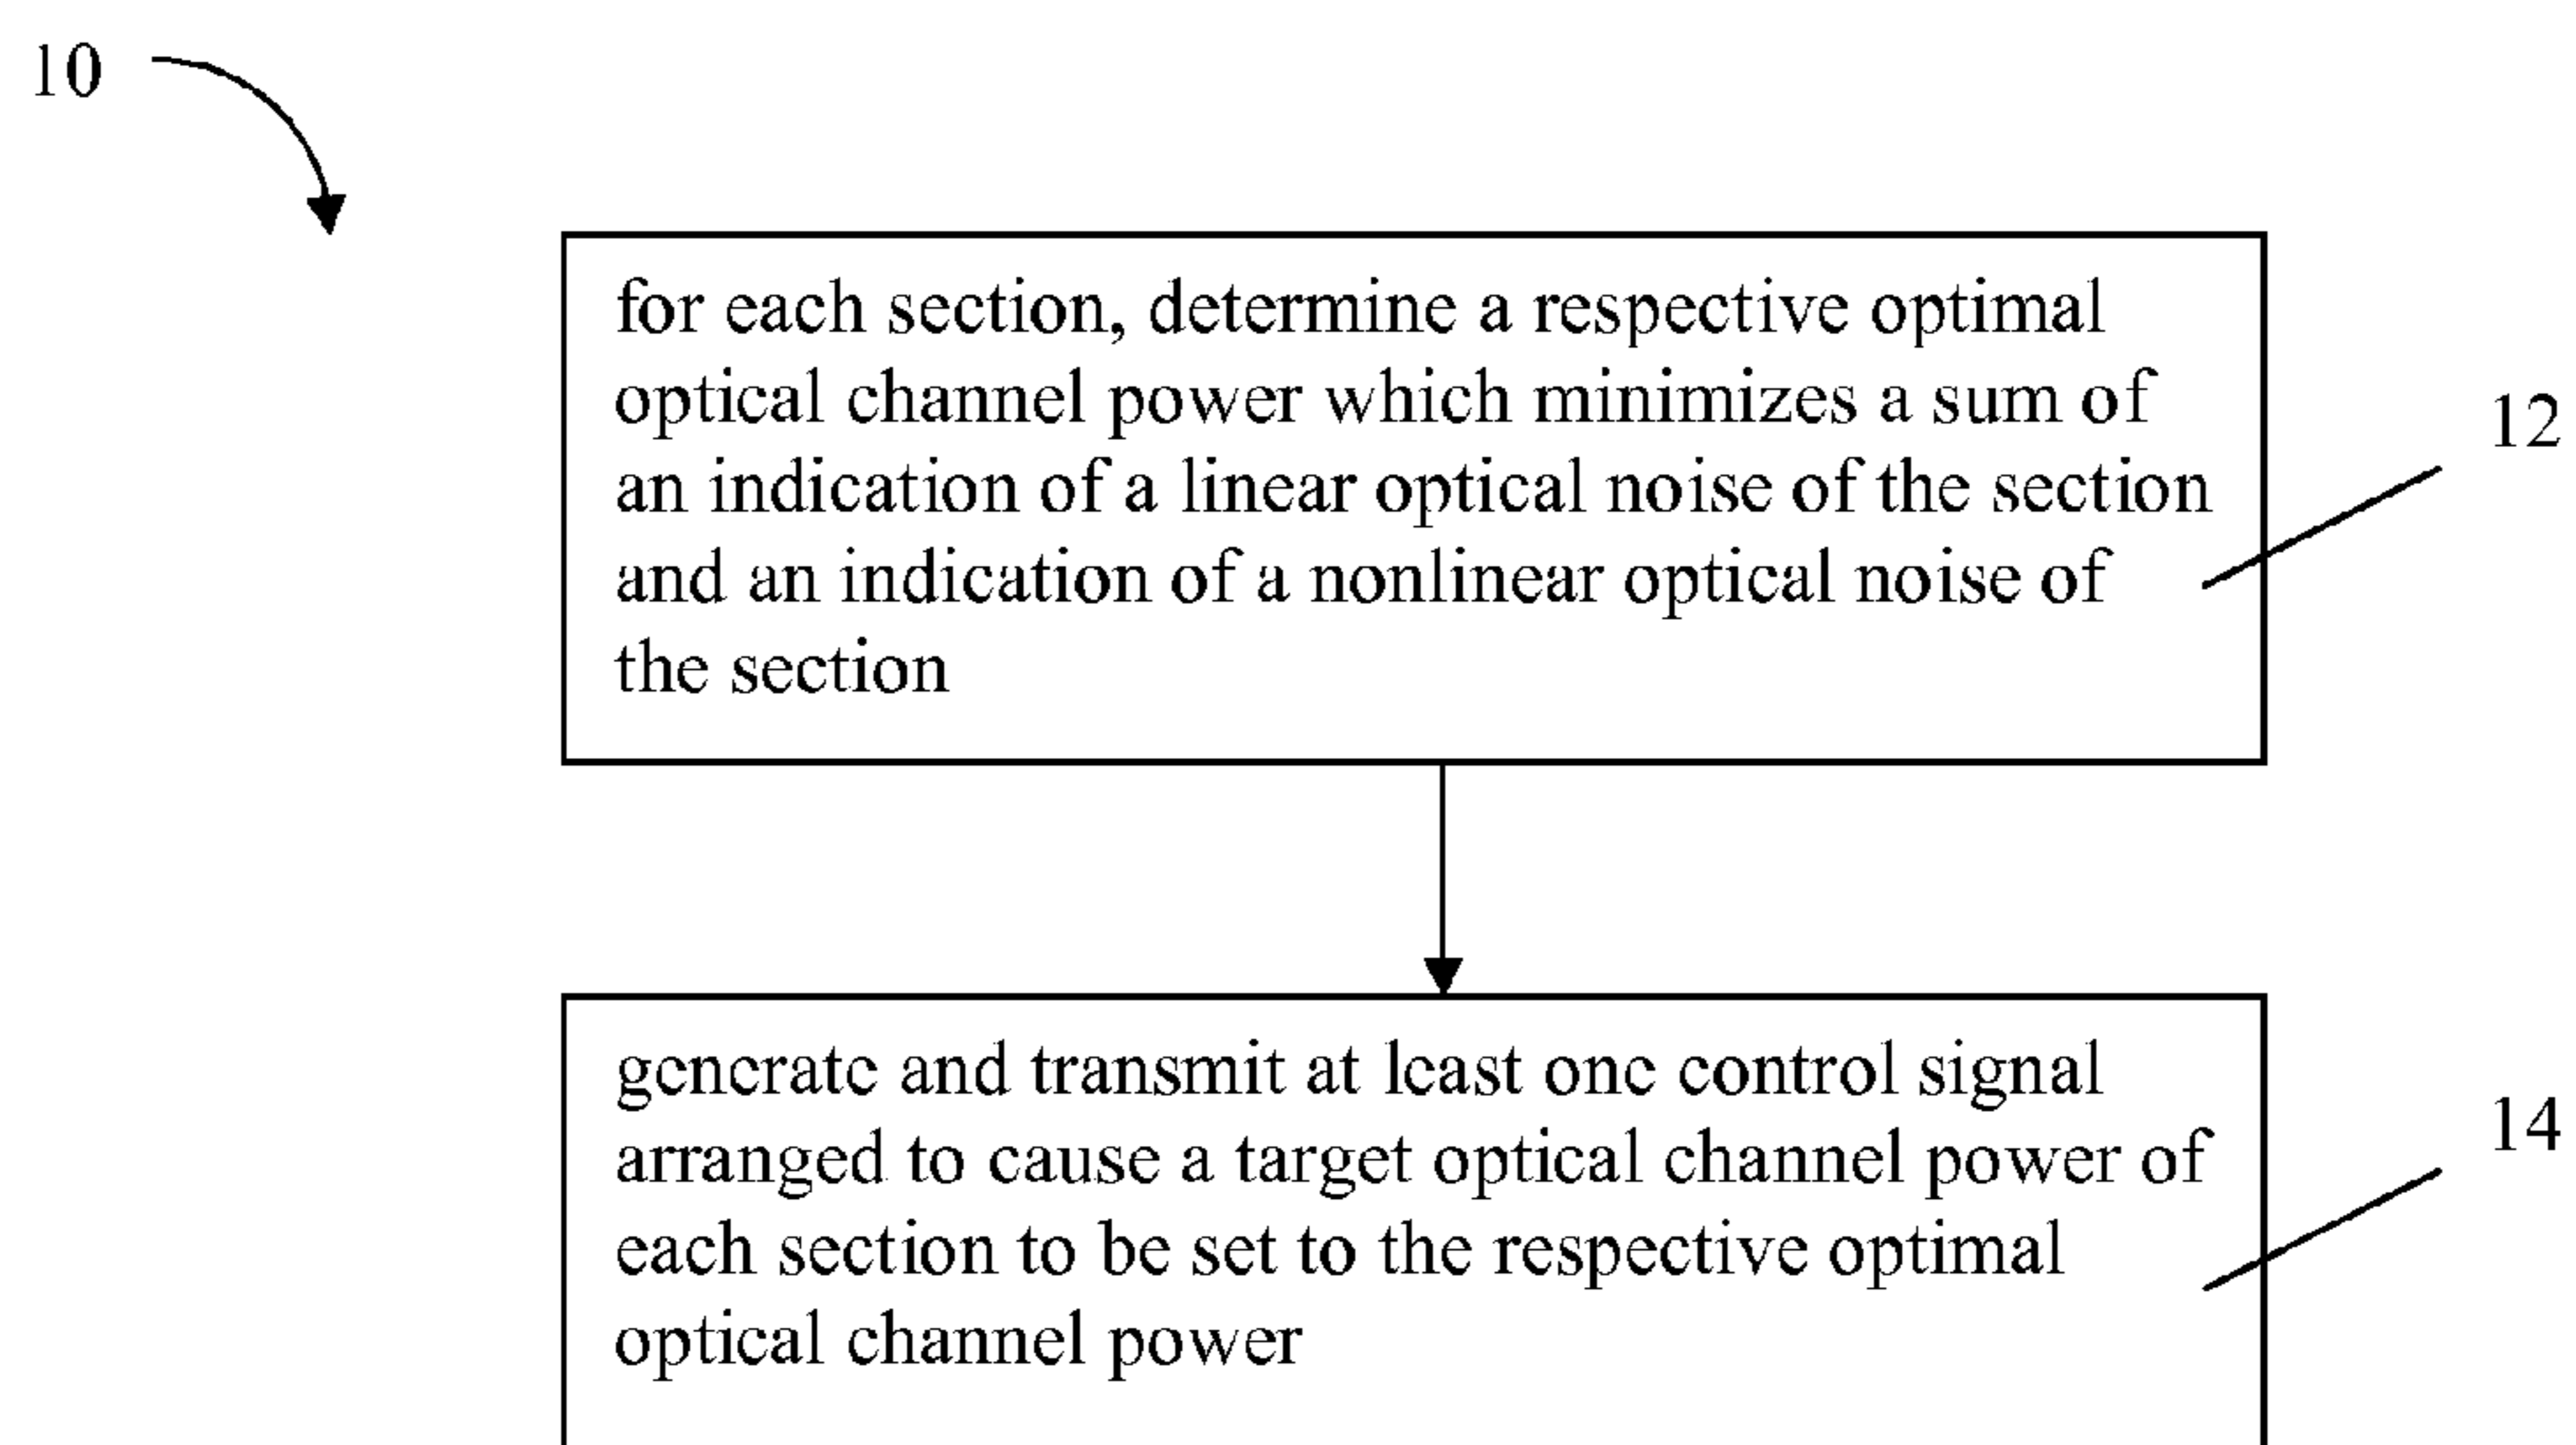 10
for each section, determine a respective optimal
optical channel power which minimizes a sum of
an indication of a linear optical noise of the section
and an indication of a nonlinear optical noise of
the section
12
generate and transmit at least one control signal
arranged to cause a target optical channel power of
each section to be set to the respective optimal
optical channel power
14